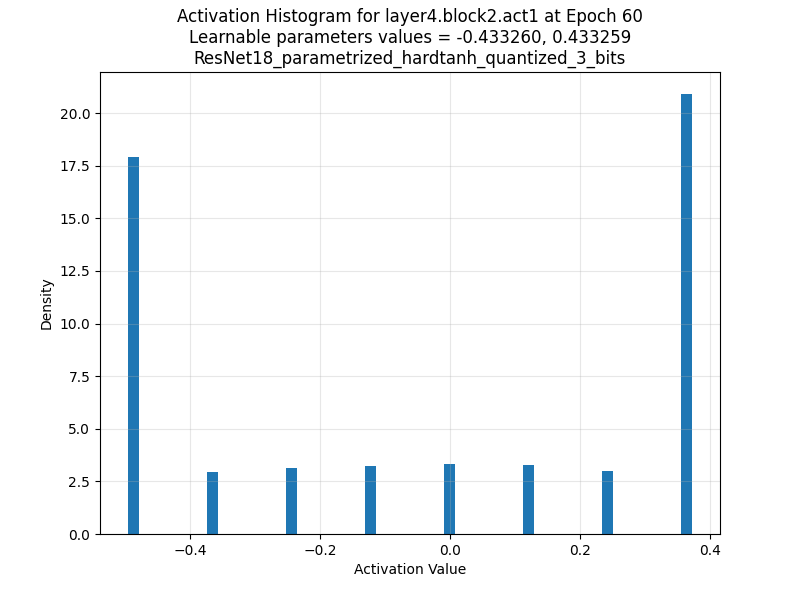 Activation Histogram for layer4.block2.act1 at Epoch 60
Learnable parameters values = -0.433260, 0.433259
ResNet18_parametrized_hardtanh_quantized_3_bits
20.0
17.5
15.0
12.5
10.0
7.5
5.0
2.5
0.0
Density
−0.4
−0.2
0.0
0.2
0.4
Activation Value